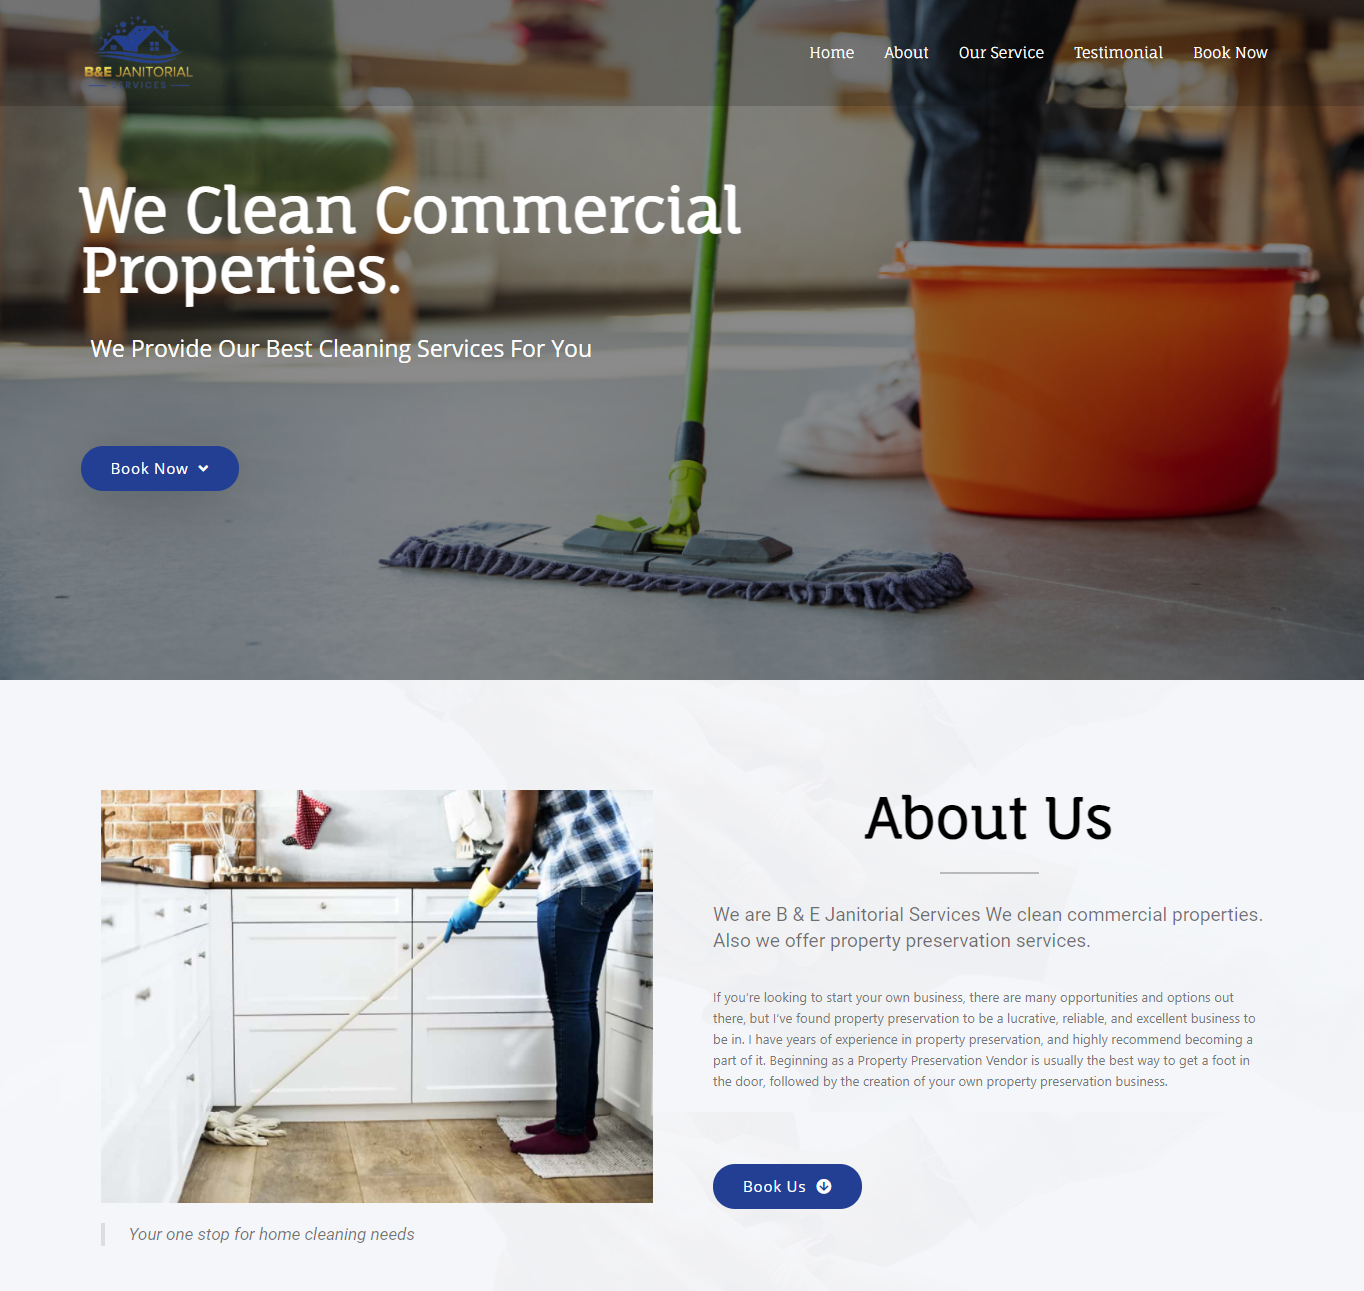 B&E JANITORIAL
SERVICES
Home About Our Service Testimonial Book Now
We Clean Commercial
Properties.
We Provide Our Best Cleaning Services For You
Book Now
About Us
We are B & E Janitorial Services We clean commercial properties.
Also we offer property preservation services.
If you're looking to start your own business, there are many opportunities and options out
there, but I've found property preservation to be a lucrative, reliable, and excellent business to
be in. I have years of experience in property preservation, and highly recommend becoming a
part of it. Beginning as a Property Preservation Vendor is usually the best way to get a foot in
the door, followed by the creation of your own property preservation business.
Book Us
Your one stop for home cleaning needs